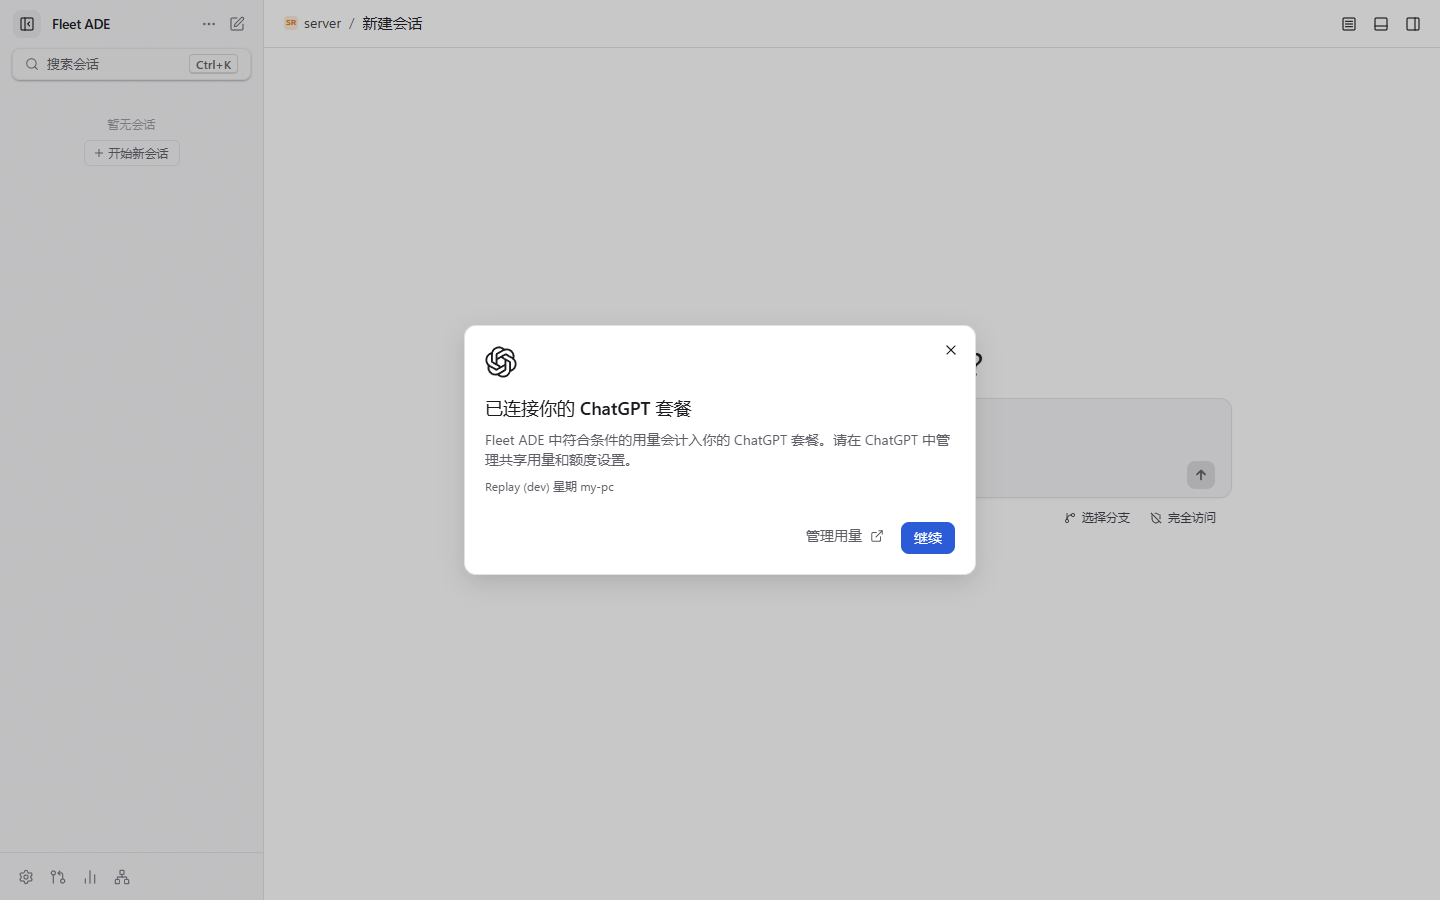 Fleet ADE
搜索会话
Ctrl+K
暂无会话
开始新会话
SR server / 新建会话
?
已连接你的 ChatGPT 套餐
Fleet ADE 中符合条件的用量会计入你的 ChatGPT 套餐。请在 ChatGPT 中管
理共享用量和额度设置。
Replay (dev) 星期 my-pc
管理用量
继续
选择分支
完全访问